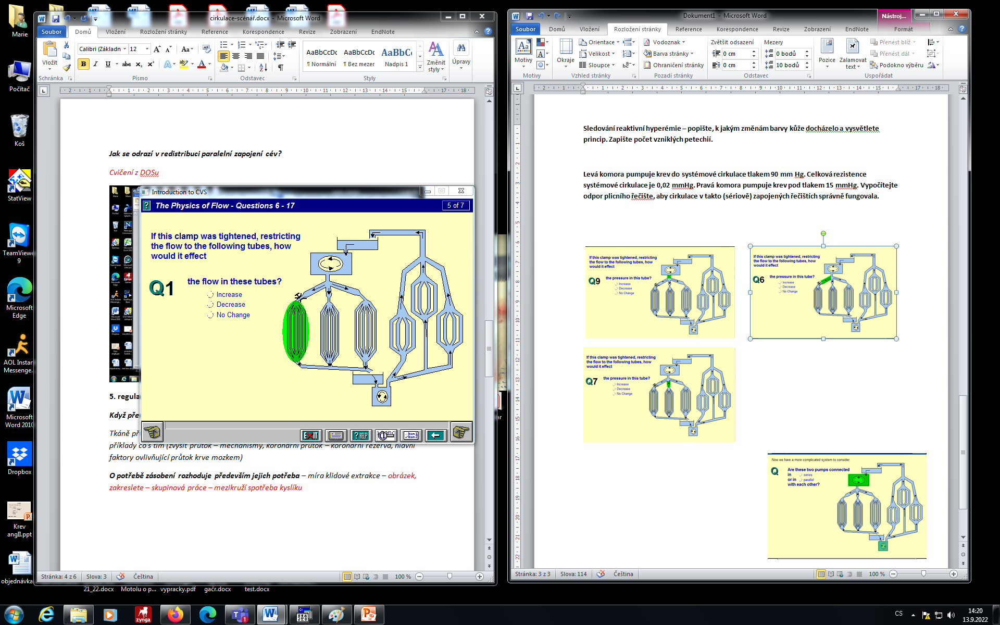 Marie
Počítač
Koš
StatView
TeamViewer
9
Microsoft
Edge
AOL Instan
Messenge.
Microsoft
Word 2010
Dropbox
Krev
angII.ppt
objednávka
cirkulace-scénář.docx - Microsoft Word
Soubor Domů Vložení Rozložení stránky Reference Korespondence Revize Zobrazení EndNote
Vložit
Calibri (Základn 12
AaBbCcDc AaBbCcDc AaBbC
¶ Normální ¶ Bez mezer Nadpis 1
Změnit
styly
Úpravy
Schránka Písmo Odstavec Styly
Jak se odrazí v redistribuci paralelní zapojení cév?
Cvičení z DOSu
Introduction to CVS
The Physics of Flow - Questions 6 - 17
5 of 7
If this clamp was tightened, restricting
the flow to the following tubes, how
would it effect
Q1
the flow in these tubes?
Increase
Decrease
No Change
EXIT
? HELP
5. regula
Když pře
Tkáně př
příklady co s tím (zvýšit průtok – mechanismy, koronární průtok – koronární rezerva, hlavní
faktory ovlivňující průtok krve mozkem)
O potřebě zásobení rozhoduje především jejich potřeba – míra klidové extrakce – obrázek,
zakreslete – skupinová práce – mezikruží spotřeba kyslíku
Stránka: 4 z 6 Slova: 3 Čeština 100 %
21_22.docx Motolu o p... vypracky.pdf gačr.docx test.docx
Dokument1 - Microsoft Word
Nástroj...
Soubor Domů Vložení Rozložení stránky Reference Korespondence Revize Zobrazení EndNote Formát
Motivy
Okraje
Orientace
Velikost
Sloupce
Vodoznak
Barva stránky
Ohraničení stránky
Zvětšit odsazení
0 cm
0 cm
Mezery
0 bodů
10 bodů
Pozice
Zalamovat
text
Přenést blíž
Přenést dál
Podokno výběru
Motivy Vzhled stránky Pozadí stránky Odstavec Uspořádat
Sledování reaktivní hyperémie – popište, k jakým změnám barvy kůže docházelo a vysvětlete
princip. Zapište počet vzniklých petechií.
Levá komora pumpuje krev do systémové cirkulace tlakem 90 mm Hg. Celková rezistence
systémové cirkulace je 0,02 mmHg. Pravá komora pumpuje krev pod tlakem 15 mmHg. Vypočítejte
odpor plicního řečište, aby cirkulace v takto (sériově) zapojených řečištích správně fungovala.
If this clamp was tightened, restricting
the flow to the following tubes, how
would it effect
Q9
the pressure in this tube?
Increase
Decrease
No Change
If this clamp was tightened, restricting
the flow to the following tubes, how
would it effect
Q6
the pressure in this tube?
Increase
Decrease
No Change
If this clamp was tightened, restricting
the flow to the following tubes, how
would it effect
Q7
the pressure in this tube?
Increase
Decrease
No Change
Now we have a more complicated system to consider:
Q
Are these two pumps connected
in series
or in parallel
with each other?
Stránka: 3 z 3 Slova: 114 Čeština 100 %
zynga
CS
14:20
13.9.2022